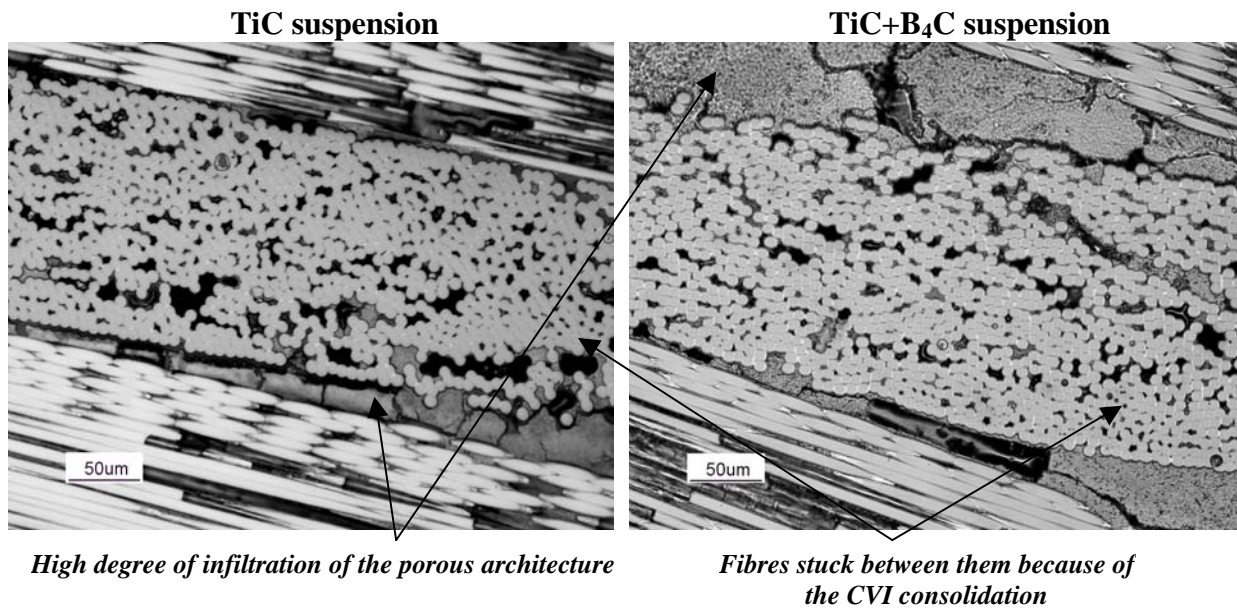 TiC suspension
TiC+B₄C suspension
50um
50um
High degree of infiltration of the porous architecture
Fibres stuck between them because of
the CVI consolidation